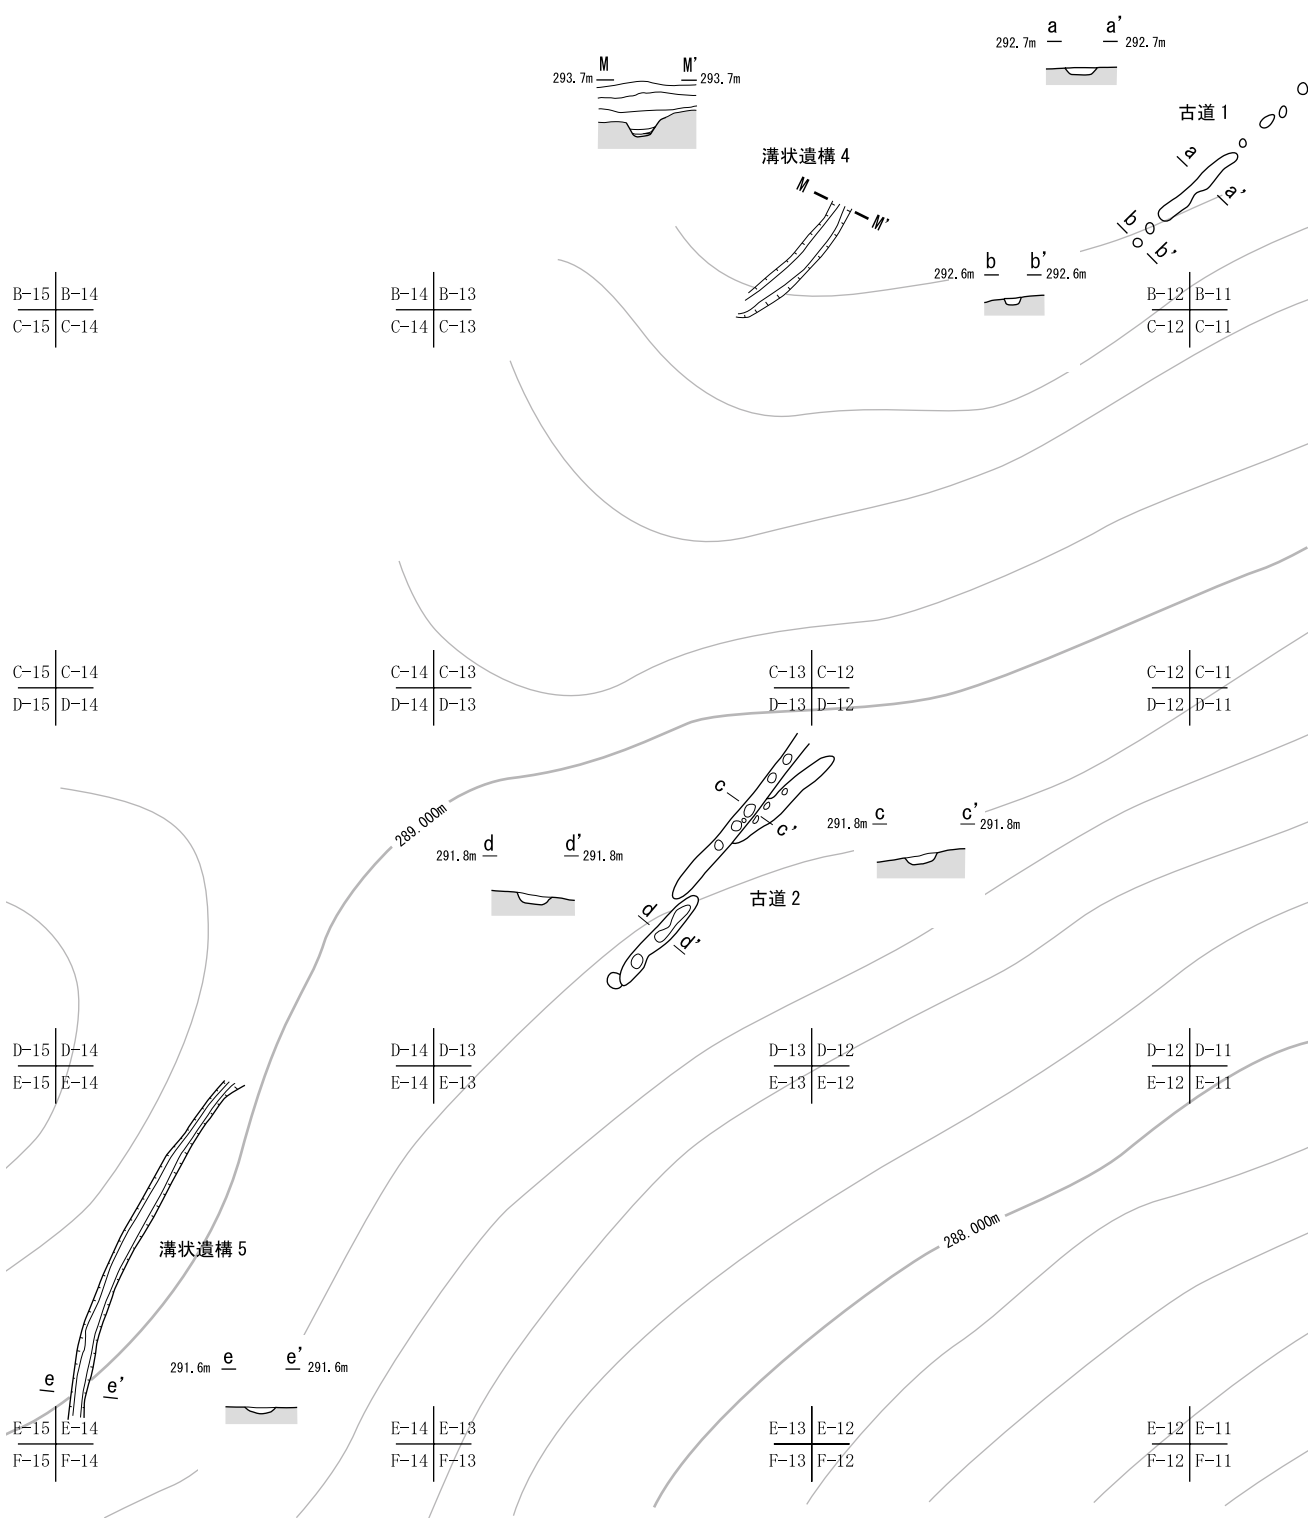 a a'
292.7m 292.7m
M M'
293.7m 293.7m
古道 1
溝状遺構 4
a
a'
M
M'
b
b'
b b'
292.6m 292.6m
B-15 B-14
C-15 C-14
B-14 B-13
C-14 C-13
B-12 B-11
C-12 C-11
C-15 C-14
D-15 D-14
C-14 C-13
D-14 D-13
C-13 C-12
D-13 D-12
C-12 C-11
D-12 D-11
c
c'
289.000m
c c'
291.8m 291.8m
d d'
291.8m 291.8m
古道 2
d
d'
D-15 D-14
E-15 E-14
D-14 D-13
E-14 E-13
D-13 D-12
E-13 E-12
D-12 D-11
E-12 E-11
288.000m
溝状遺構 5
e e'
291.6m 291.6m
e
e'
E-15 E-14
F-15 F-14
E-14 E-13
F-14 F-13
E-13 E-12
F-13 F-12
E-12 E-11
F-12 F-11